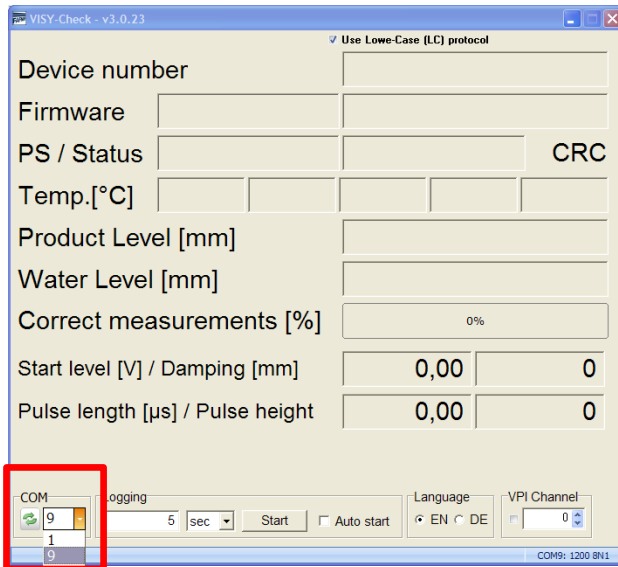 VISY-Check - v3.0.23
Use Lowe-Case (LC) protocol
Device number
Firmware
PS / Status CRC
Temp.[°C]
Product Level [mm]
Water Level [mm]
Correct measurements [%] 0%
Start level [V] / Damping [mm] 0,00 0
Pulse length [µs] / Pulse height 0,00 0
COM Logging Language VPI Channel
9 5 sec Start Auto start EN DE 0
1
9
COM9: 1200 8N1